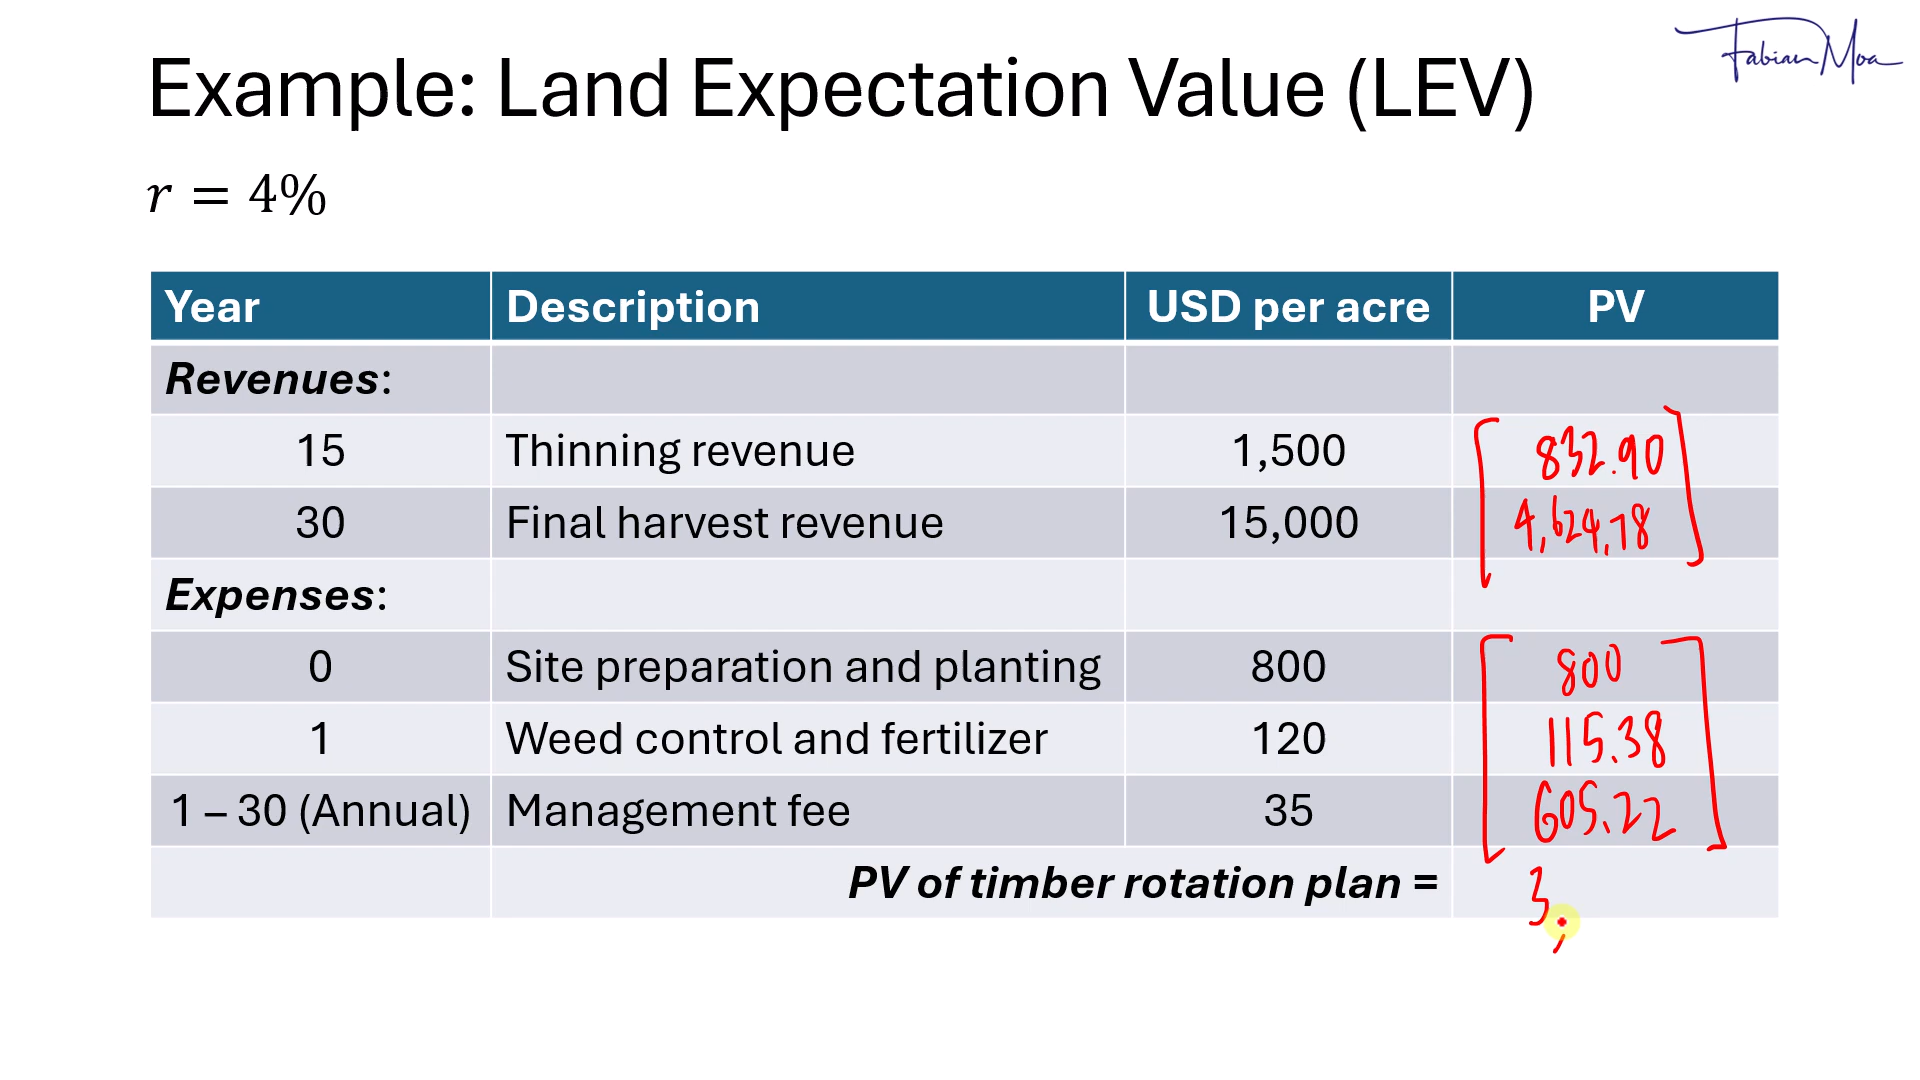 Fabian Moa
Example: Land Expectation Value (LEV)
r = 4%
Year Description USD per acre PV
Revenues:
15 Thinning revenue 1,500 832.90
30 Final harvest revenue 15,000 4,624.78
Expenses:
0 Site preparation and planting 800 800
1 Weed control and fertilizer 120 115.38
1 – 30 (Annual) Management fee 35 605.22
PV of timber rotation plan = 3,